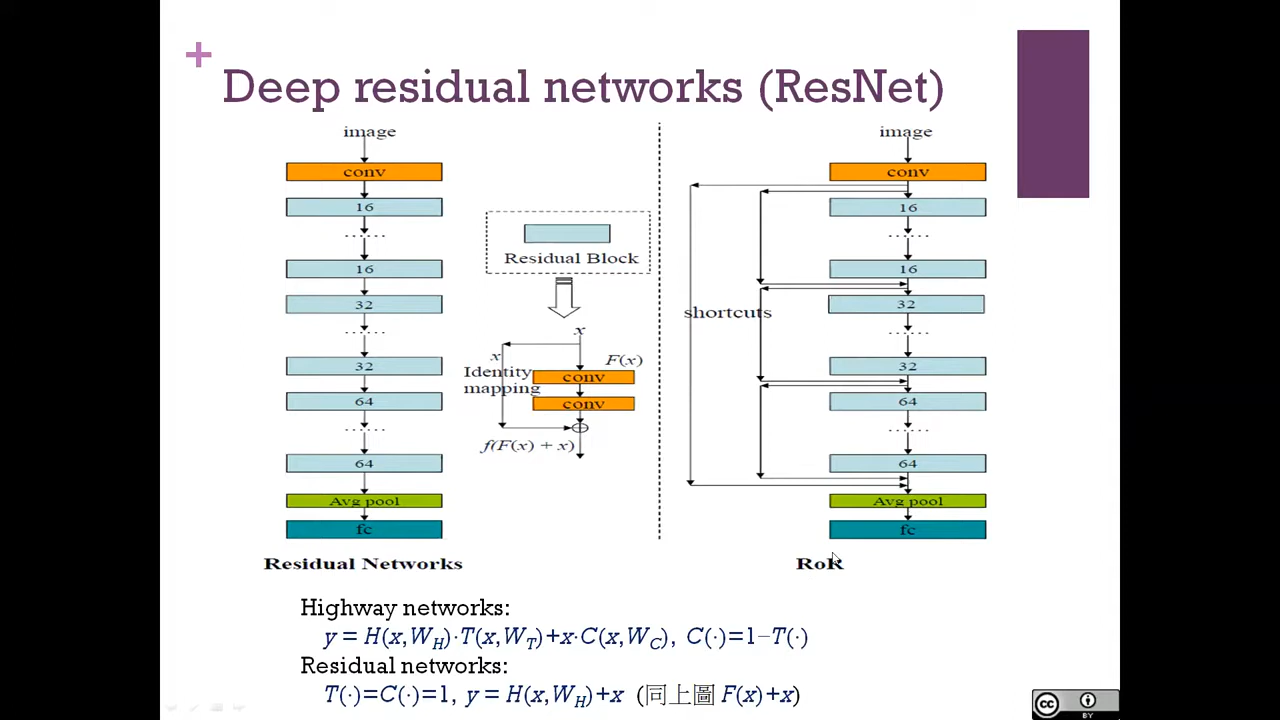 +
Deep residual networks (ResNet)
image
conv
16
......
16
32
......
32
64
......
64
Avg pool
fc
Residual Networks
Residual Block
x
x
F(x)
Identity
mapping
conv
conv
f(F(x) + x)
image
conv
16
......
16
shortcuts
32
......
32
64
......
64
Avg pool
fc
RoR
Highway networks:
y = H(x,W_H)·T(x,W_T)+x·C(x,W_C), C(·)=1−T(·)
Residual networks:
T(·)=C(·)=1, y = H(x,W_H)+x (同上圖 F(x)+x)
cc
BY